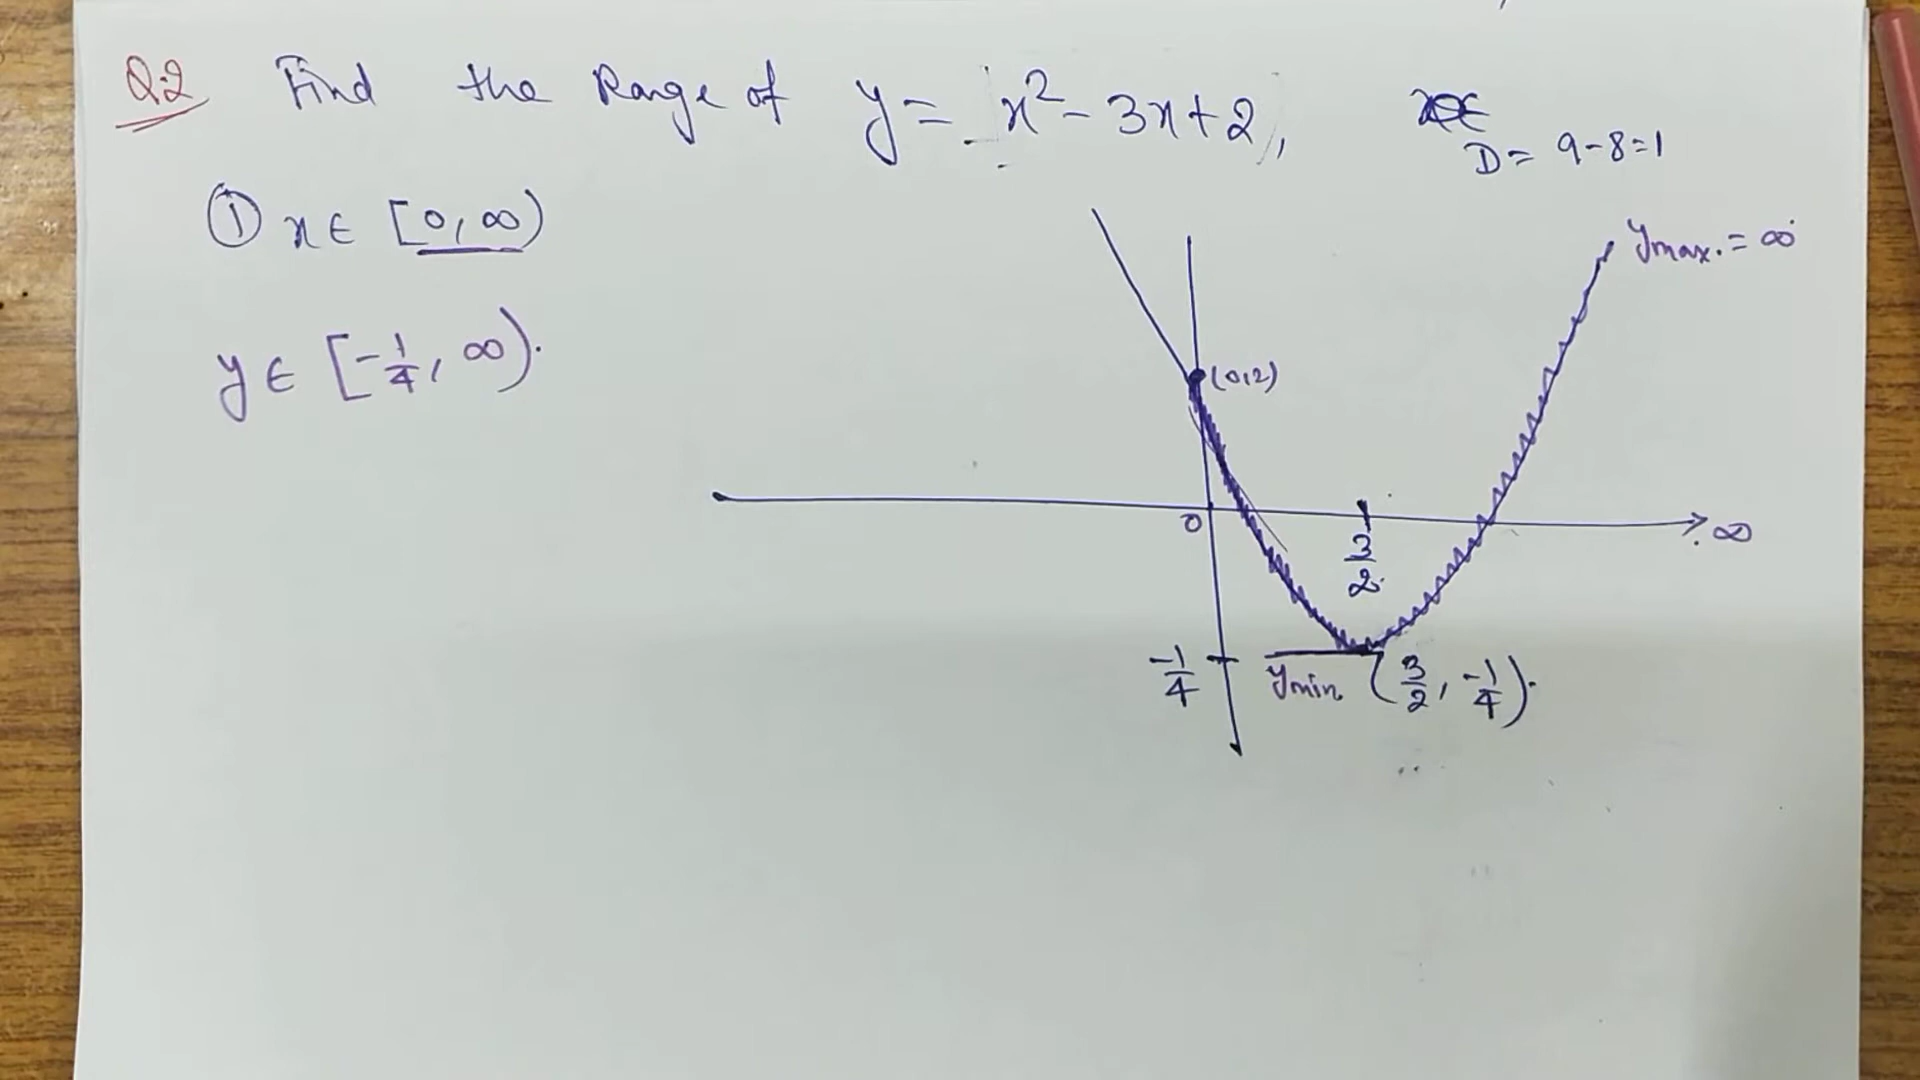 Q.2 Find the Range of y = x² - 3x + 2,
D = 9-8=1
① x ∈ [0, ∞)
ymax. = ∞
y ∈ [-1/4, ∞).
(0,2)
0
3/2
∞
-1/4
ymin. (3/2, -1/4).